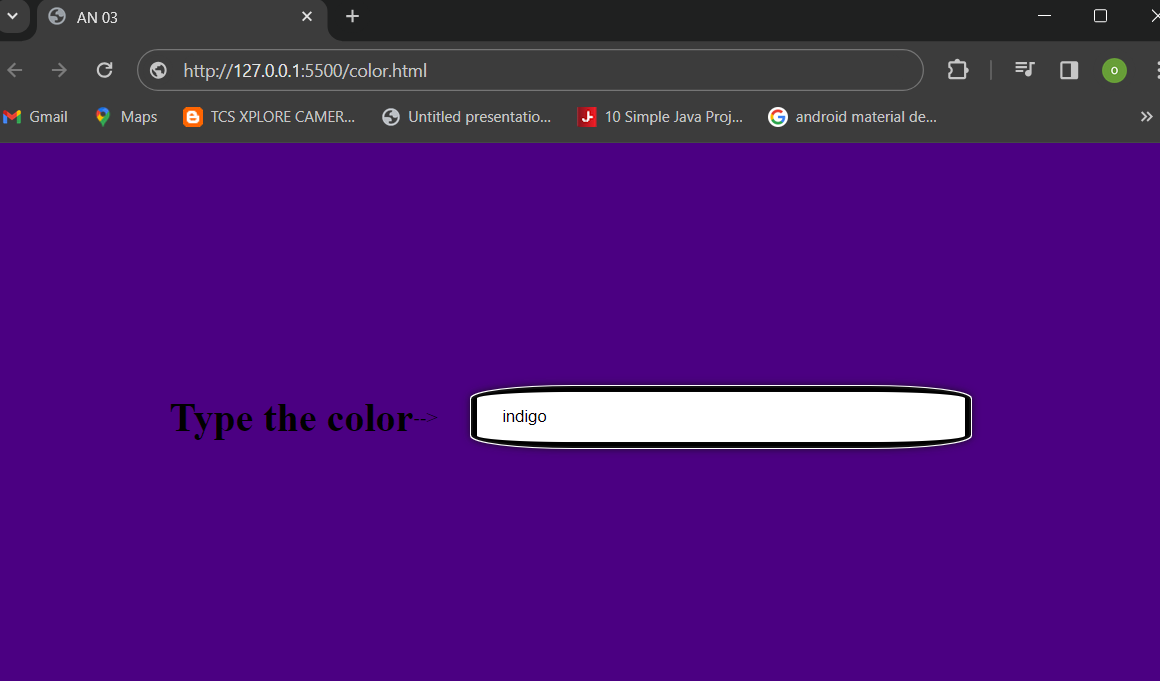 AN 03
http://127.0.0.1:5500/color.html
o
Gmail Maps TCS XPLORE CAMER... Untitled presentatio... 10 Simple Java Proj... android material de...
Type the color--> indigo